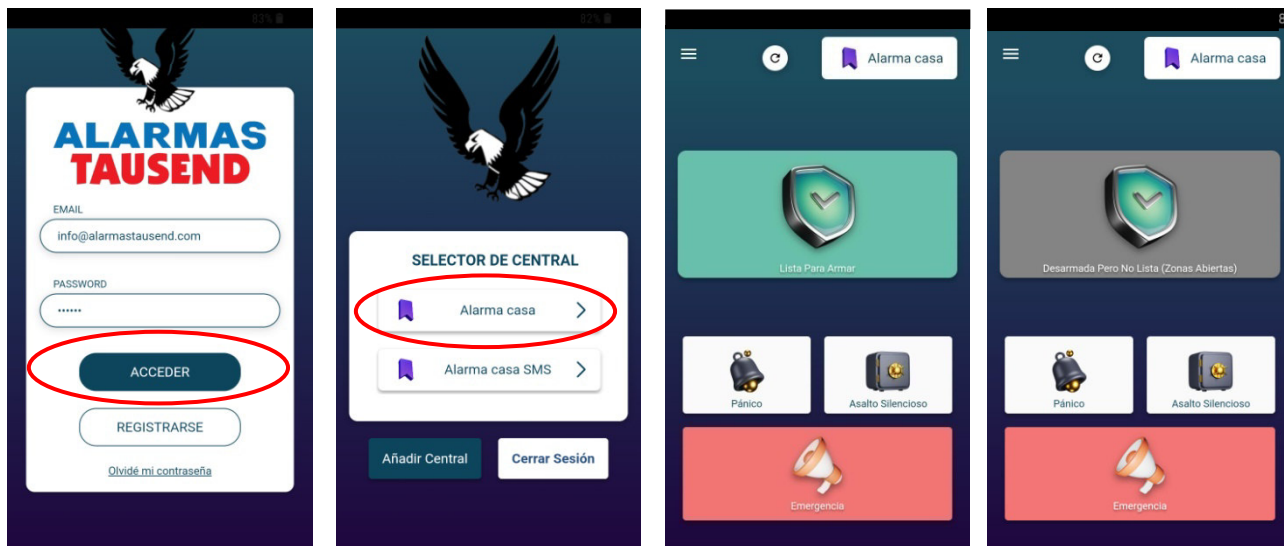 83%
ALARMAS
TAUSEND
EMAIL
info@alarmastausend.com
PASSWORD
••••••
ACCEDER
REGISTRARSE
Olvidé mi contraseña
82%
SELECTOR DE CENTRAL
Alarma casa
Alarma casa SMS
Añadir Central
Cerrar Sesión
Alarma casa
Lista Para Armar
Pánico
Asalto Silencioso
Emergencia
8
Alarma casa
Desarmada Pero No Lista (Zonas Abiertas)
Pánico
Asalto Silencioso
Emergencia